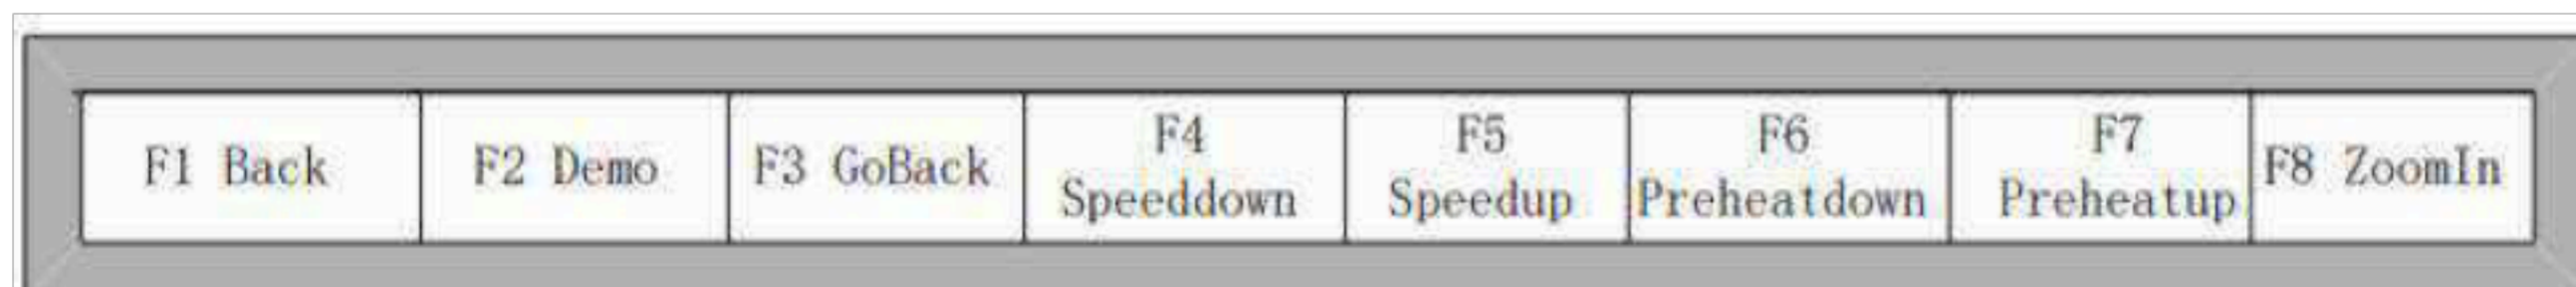 F1 Back
F2 Demo
F3 GoBack
F4
Speeddown
F5
Speedup
F6
Preheatdown
F7
Preheatup
F8 ZoomIn